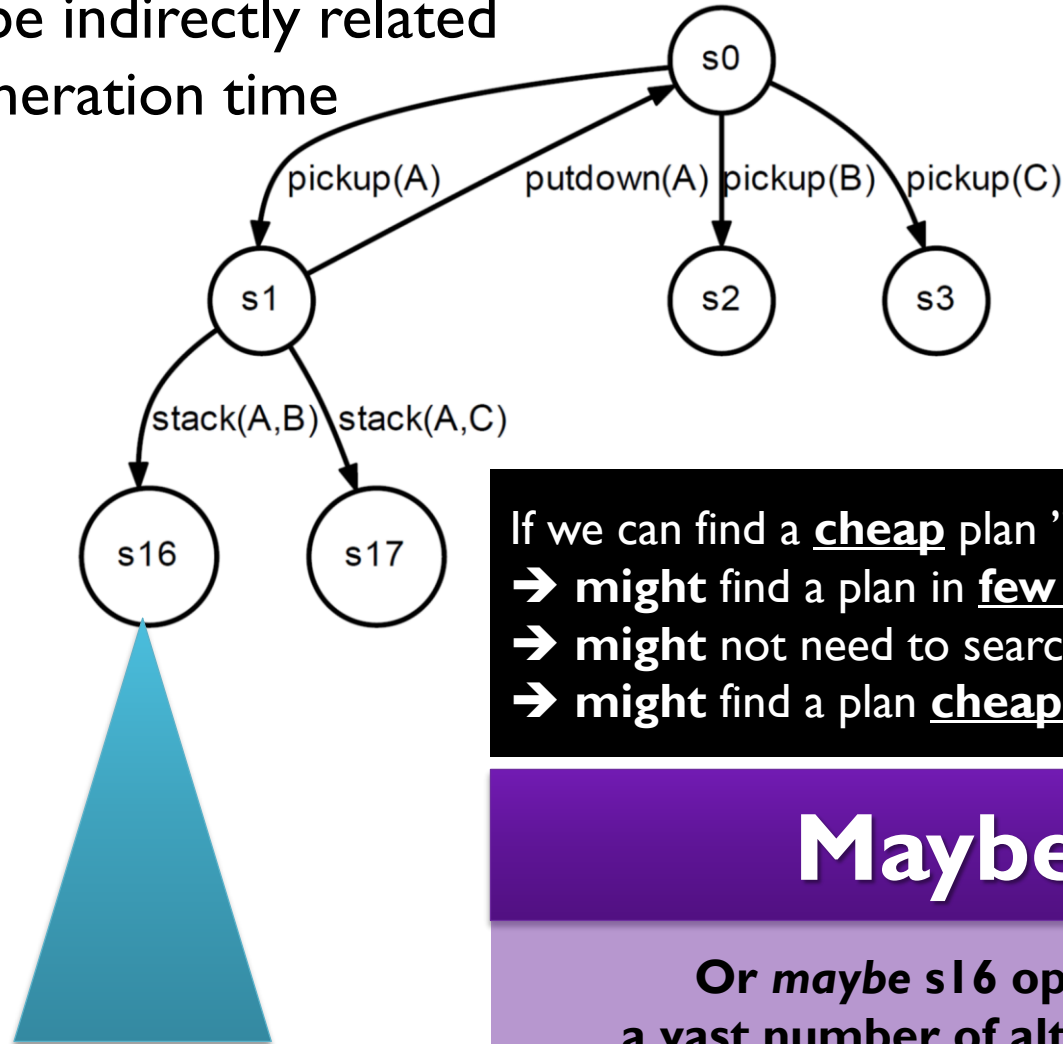 be indirectly related
neration time
s0
pickup(A)
putdown(A)
pickup(B)
pickup(C)
s1
s2
s3
stack(A,B)
stack(A,C)
s16
s17
If we can find a cheap plan '
➔ might find a plan in few
➔ might not need to searc
➔ might find a plan cheap
Maybe
Or maybe s16 op
a vast number of alt